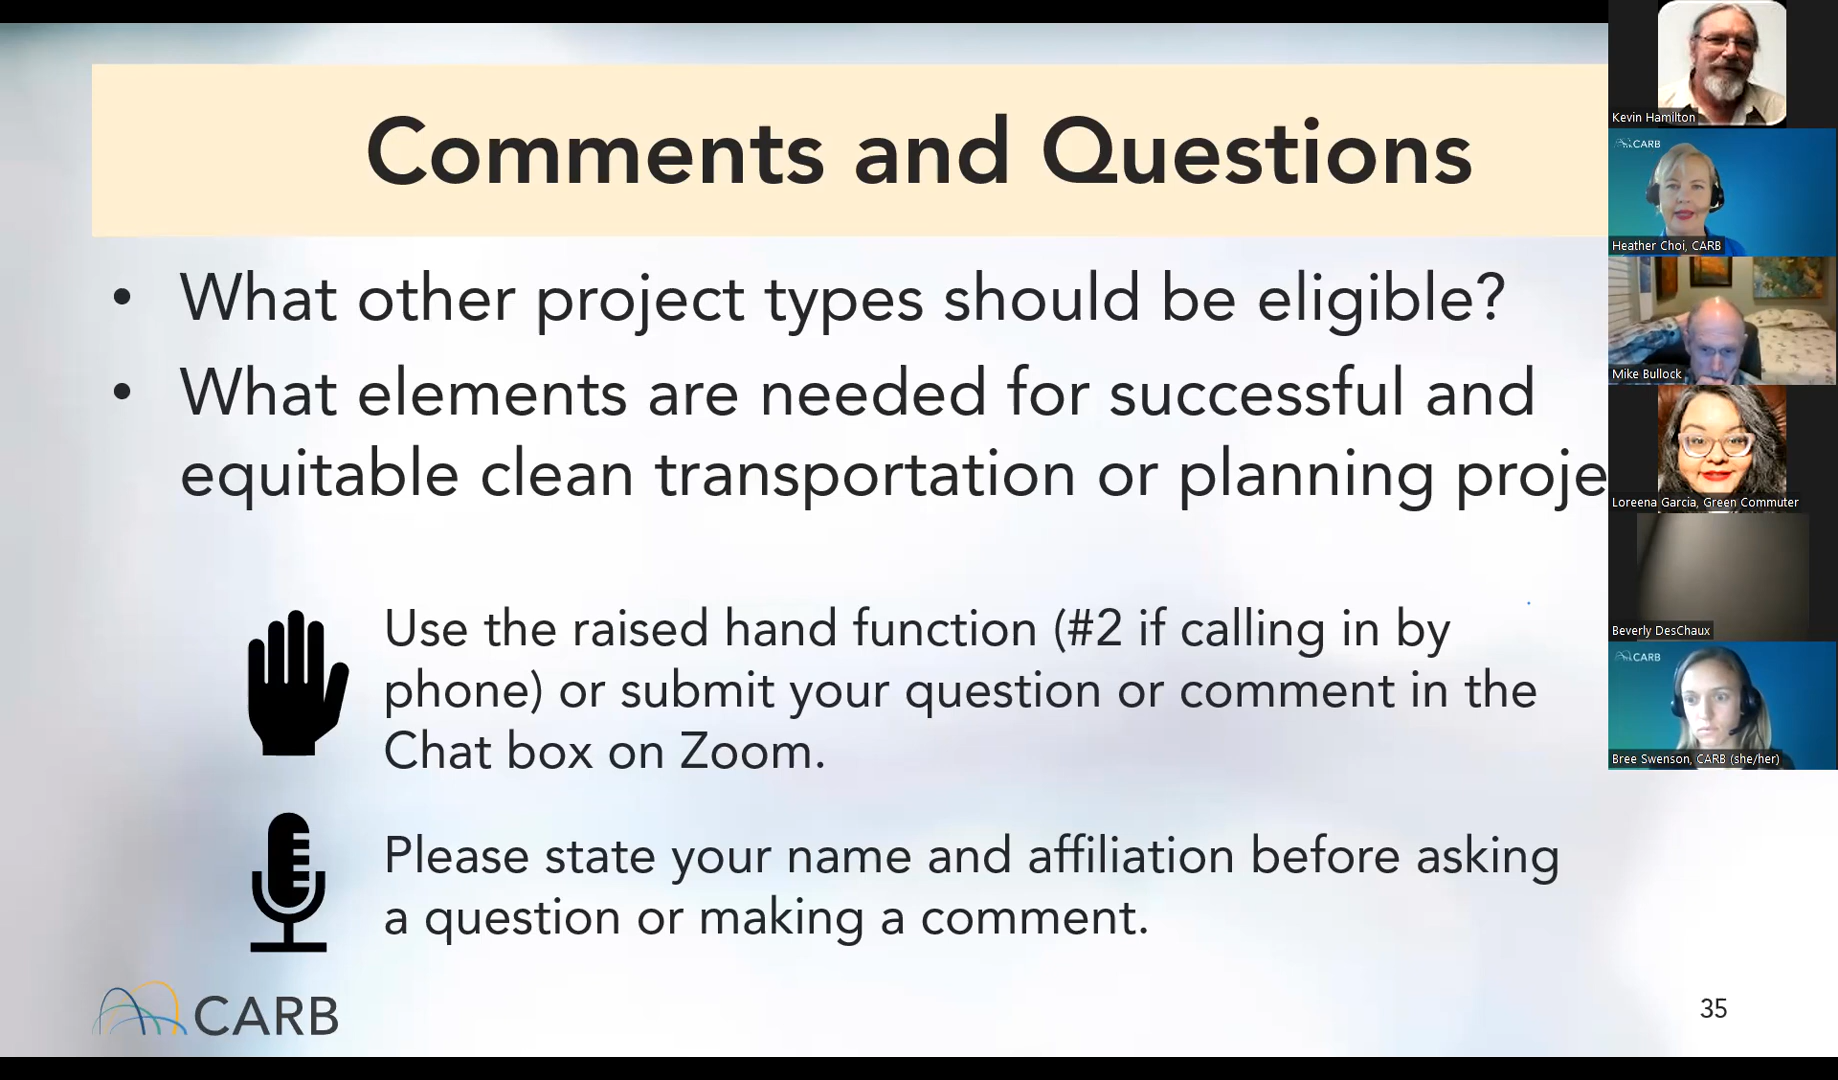 Comments and Questions
• What other project types should be eligible?
• What elements are needed for successful and
equitable clean transportation or planning proje
Use the raised hand function (#2 if calling in by
phone) or submit your question or comment in the
Chat box on Zoom.
Please state your name and affiliation before asking
a question or making a comment.
CARB
35
Kevin Hamilton
CARB
Heather Choi, CARB
Mike Bullock
Loreena Garcia, Green Commuter
Beverly DesChaux
CARB
Bree Swenson, CARB (she/her)